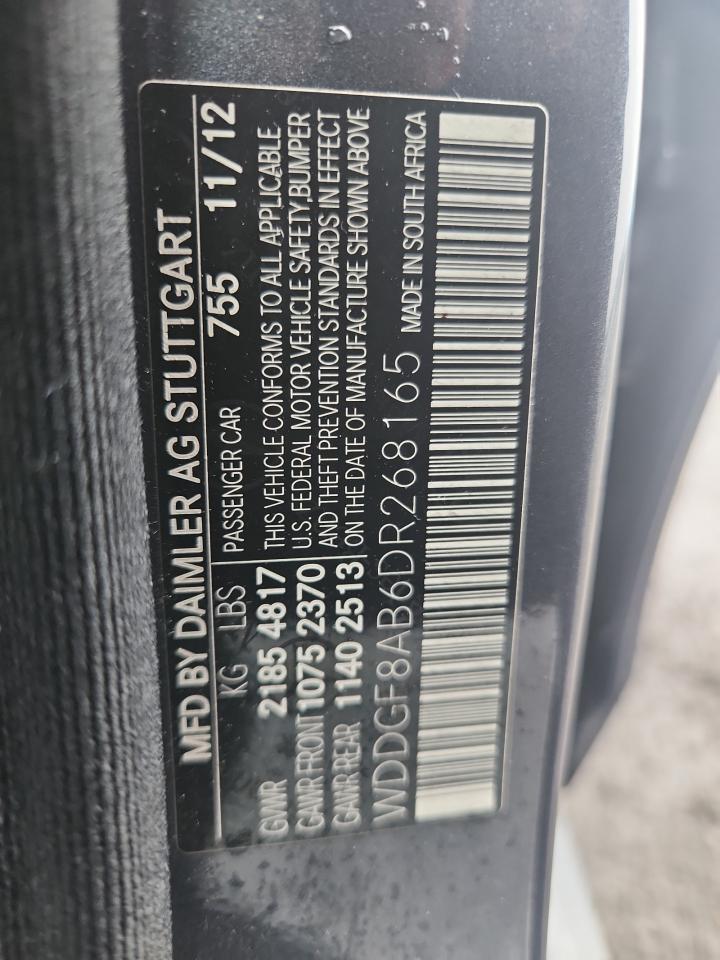 MFD BY DAIMLER AG STUTTGART
KG LBS PASSENGER CAR 755 11/12
GVWR 2185 4817 THIS VEHICLE CONFORMS TO ALL APPLICABLE
GAWR FRONT 1075 2370 U.S. FEDERAL MOTOR VEHICLE SAFETY,BUMPER
GAWR REAR 1140 2513 AND THEFT PREVENTION STANDARDS IN EFFECT
ON THE DATE OF MANUFACTURE SHOWN ABOVE
WDDGF8AB6DR268165 MADE IN SOUTH AFRICA